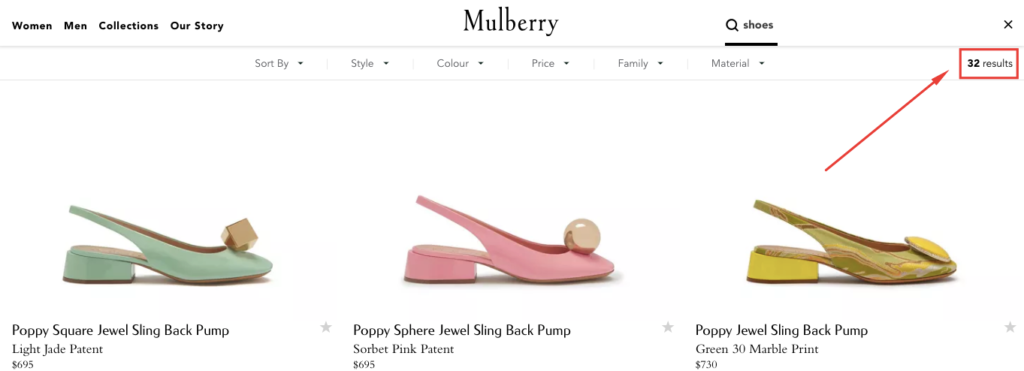 Women Men Collections Our Story Mulberry shoes ×
Sort By Style Colour Price Family Material 32 results
Poppy Square Jewel Sling Back Pump
Light Jade Patent
$695
Poppy Sphere Jewel Sling Back Pump
Sorbet Pink Patent
$695
Poppy Jewel Sling Back Pump
Green 30 Marble Print
$730